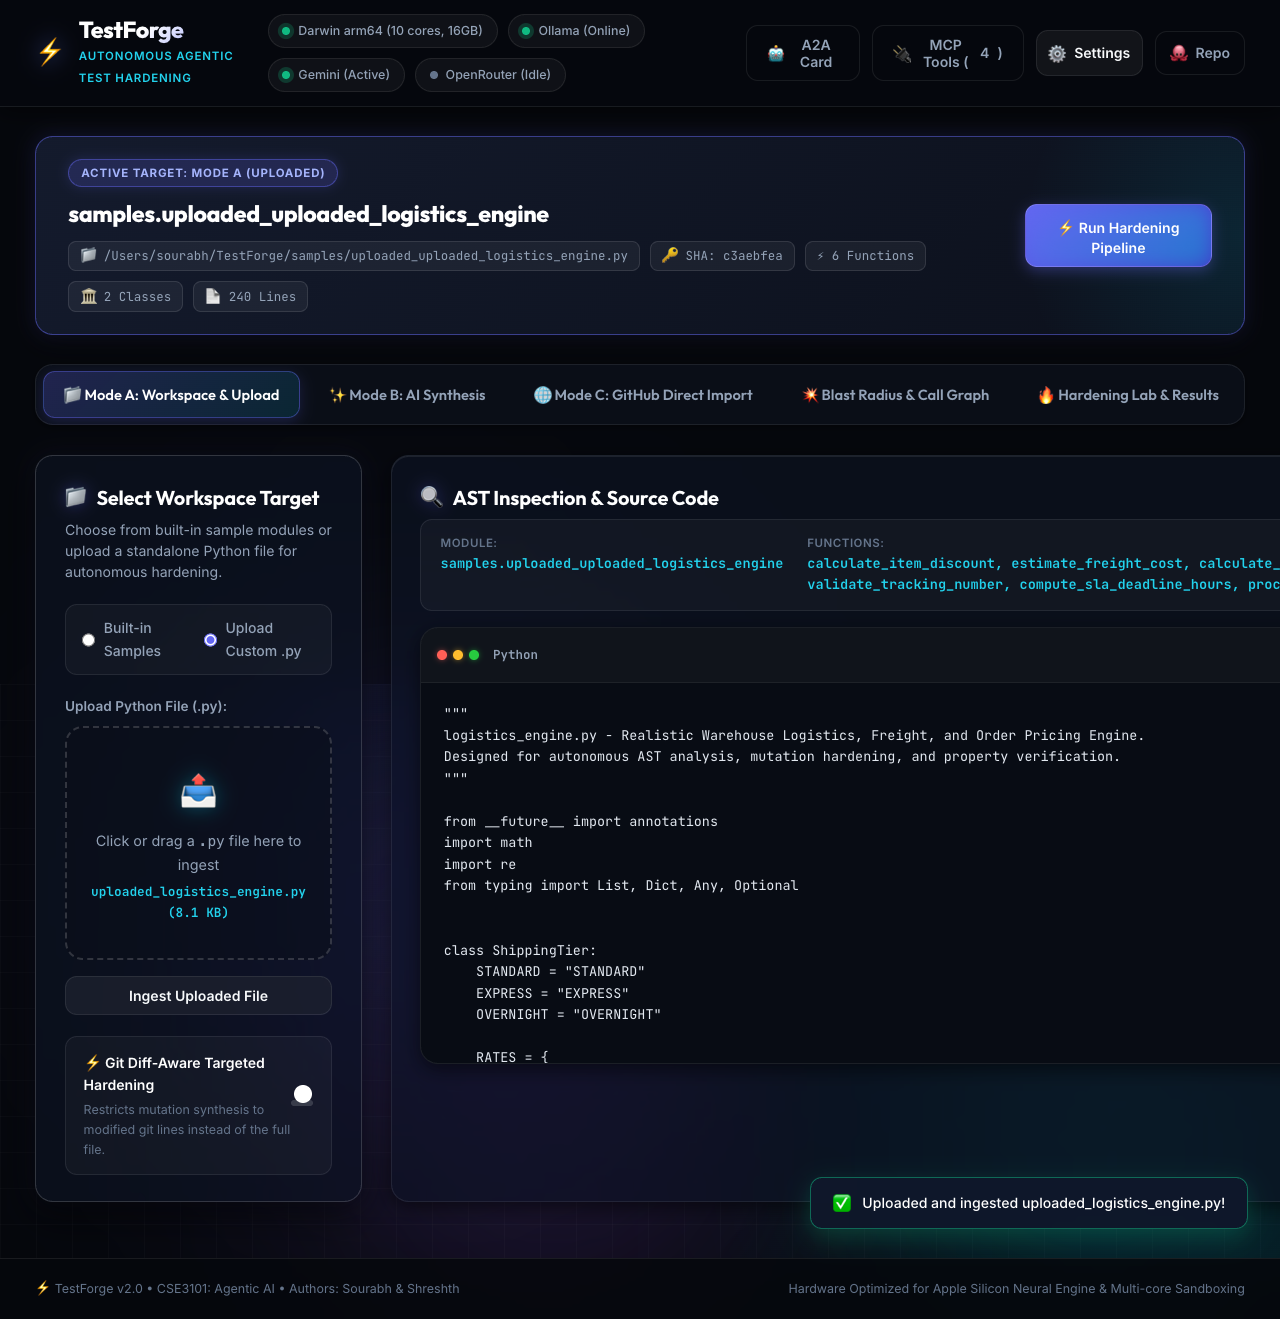 TestForge
AUTONOMOUS AGENTIC
TEST HARDENING
Darwin arm64 (10 cores, 16GB)
Ollama (Online)
Gemini (Active)
OpenRouter (Idle)
A2A
Card
MCP
Tools ( 4 )
Settings
Repo
ACTIVE TARGET: MODE A (UPLOADED)
samples.uploaded_uploaded_logistics_engine
/Users/sourabh/TestForge/samples/uploaded_uploaded_logistics_engine.py
SHA: c3aebfea
⚡ 6 Functions
2 Classes
240 Lines
⚡ Run Hardening
Pipeline
Mode A: Workspace & Upload
Mode B: AI Synthesis
Mode C: GitHub Direct Import
Blast Radius & Call Graph
Hardening Lab & Results
Select Workspace Target
Choose from built-in sample modules or
upload a standalone Python file for
autonomous hardening.
Built-in
Samples
Upload
Custom .py
Upload Python File (.py):
Click or drag a .py file here to
ingest
uploaded_logistics_engine.py
(8.1 KB)
Ingest Uploaded File
⚡ Git Diff-Aware Targeted
Hardening
Restricts mutation synthesis to
modified git lines instead of the full
file.
AST Inspection & Source Code
MODULE:
samples.uploaded_uploaded_logistics_engine
FUNCTIONS:
calculate_item_discount, estimate_freight_cost, calculate_
validate_tracking_number, compute_sla_deadline_hours, proc
Python
"""
logistics_engine.py - Realistic Warehouse Logistics, Freight, and Order Pricing Engine.
Designed for autonomous AST analysis, mutation hardening, and property verification.
"""
from __future__ import annotations
import math
import re
from typing import List, Dict, Any, Optional
class ShippingTier:
    STANDARD = "STANDARD"
    EXPRESS = "EXPRESS"
    OVERNIGHT = "OVERNIGHT"
    RATES = {
Uploaded and ingested uploaded_logistics_engine.py!
⚡ TestForge v2.0 • CSE3101: Agentic AI • Authors: Sourabh & Shreshth
Hardware Optimized for Apple Silicon Neural Engine & Multi-core Sandboxing